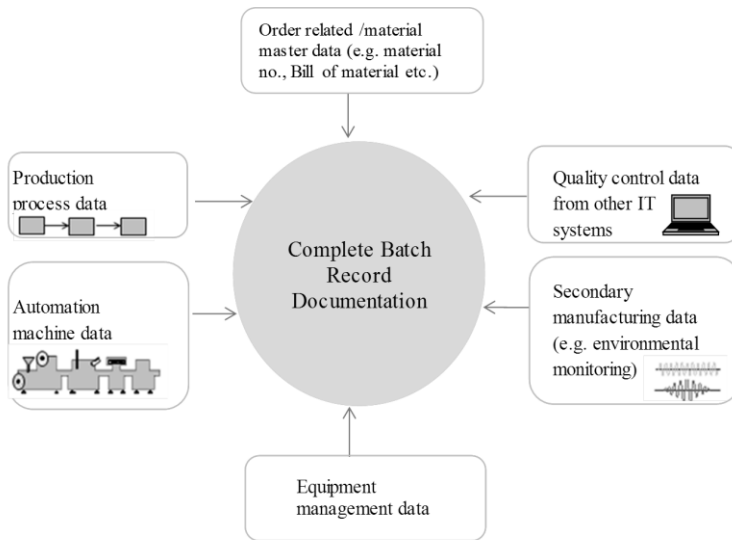 Order related /material
master data (e.g. material
no., Bill of material etc.)
Production
process data
Quality control data
from other IT
systems
Complete Batch
Record
Documentation
Automation
machine data
Secondary
manufacturing data
(e.g. environmental
monitoring)
Equipment
management data